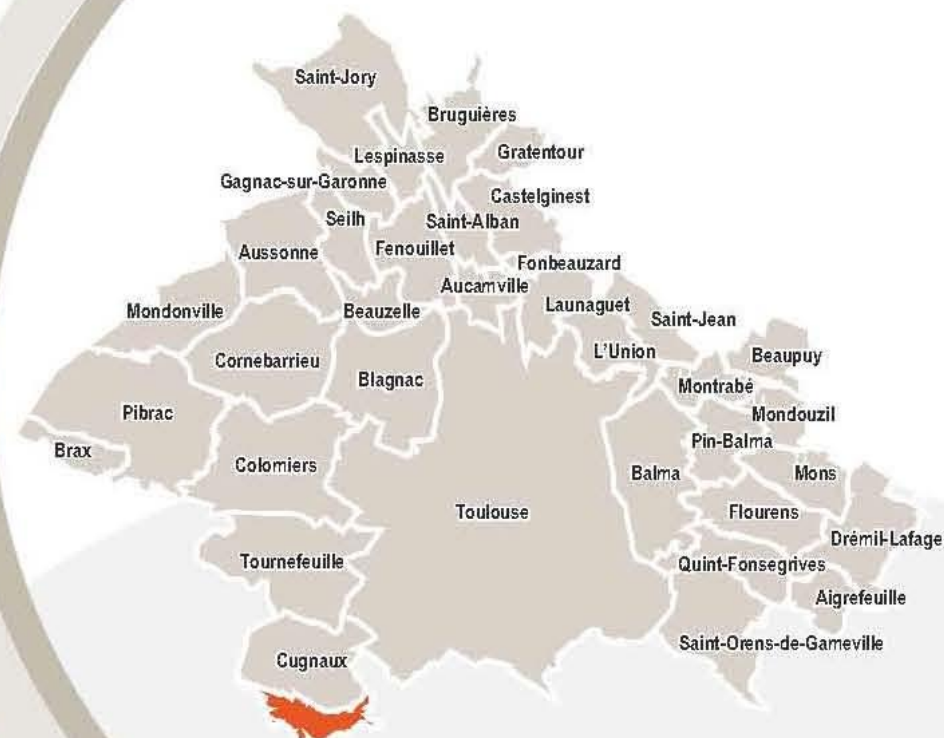 Saint-Jory
Bruguières
Lespinasse
Gratentour
Gagnac-sur-Garonne
Castelginest
Seilh
Saint-Alban
Aussonne
Fenouillet
Fonbeauzard
Aucamville
Mondonville
Beauzelle
Launaguet
Saint-Jean
Cornebarrieu
L'Union
Beaupuy
Blagnac
Montrabé
Pibrac
Mondouzil
Pin-Balma
Brax
Colomiers
Balma
Mons
Toulouse
Flourens
Drémil-Lafage
Tournefeuille
Quint-Fonsegrives
Aigrefeuille
Saint-Orens-de-Gameville
Cugnaux